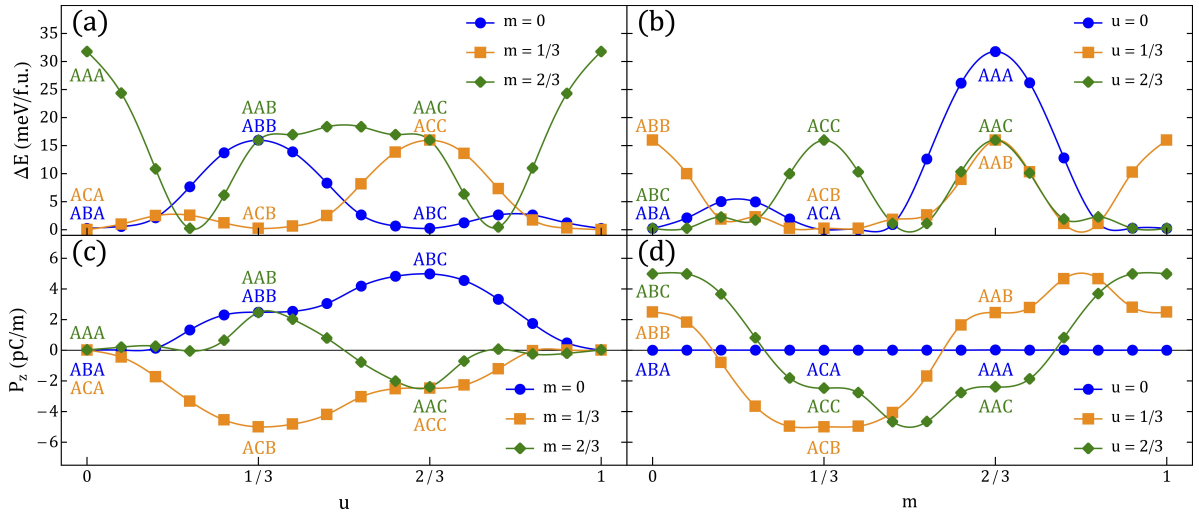 (a)
m = 0
m = 1/3
m = 2/3
ΔE (meV/f.u.)
35
30
25
20
15
10
5
0
AAA
AAB
ABB
AAC
ACC
ACA
ABA
ACB
ABC
(b)
u = 0
u = 1/3
u = 2/3
ABB
ACC
AAA
AAC
AAB
ABC
ABA
ACB
ACA
(c)
m = 0
m = 1/3
m = 2/3
P_z (pC/m)
6
4
2
0
−2
−4
−6
AAA
AAB
ABB
ABC
ABA
ACA
ACB
AAC
ACC
0
1/3
2/3
1
u
(d)
u = 0
u = 1/3
u = 2/3
ABC
ABB
ABA
ACA
ACC
ACB
AAB
AAA
AAC
0
1/3
2/3
1
m